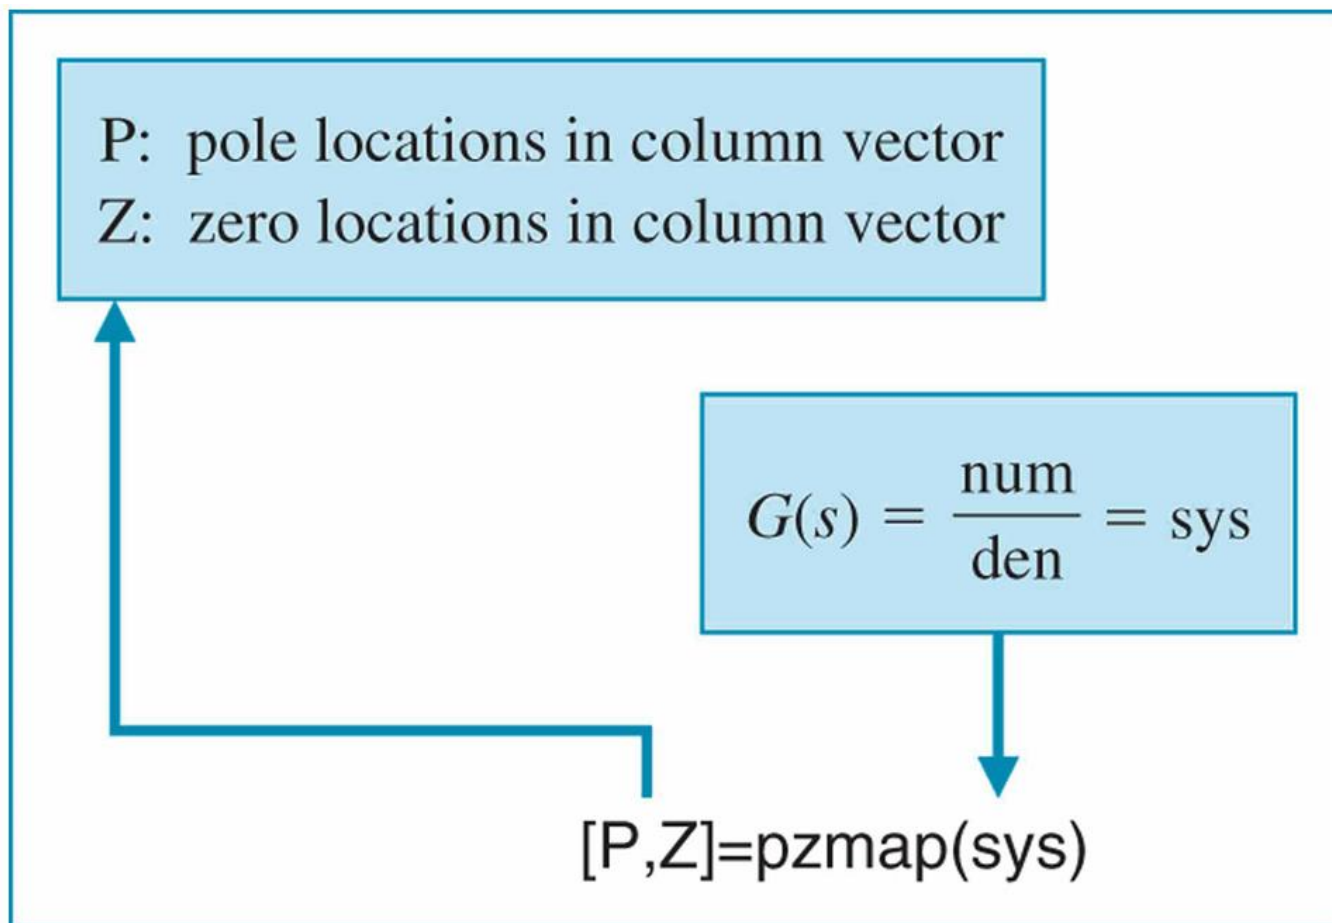 P: pole locations in column vector
Z: zero locations in column vector
G(s) = num/den = sys
[P,Z]=pzmap(sys)